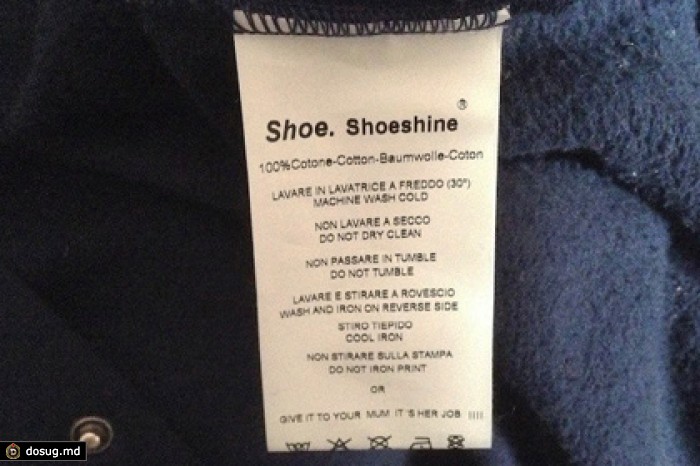 Shoe. Shoeshine ®
100%Cotone-Cotton-Baumwolle-Coton
LAVARE IN LAVATRICE A FREDDO (30°)
MACHINE WASH COLD
NON LAVARE A SECCO
DO NOT DRY CLEAN
NON PASSARE IN TUMBLE
DO NOT TUMBLE
LAVARE E STIRARE A ROVESCIO
WASH AND IRON ON REVERSE SIDE
STIRO TIEPIDO
COOL IRON
NON STIRARE SULLA STAMPA
DO NOT IRON PRINT
OR
GIVE IT TO YOUR MUM IT 'S HER JOB !!!!
dosug.md